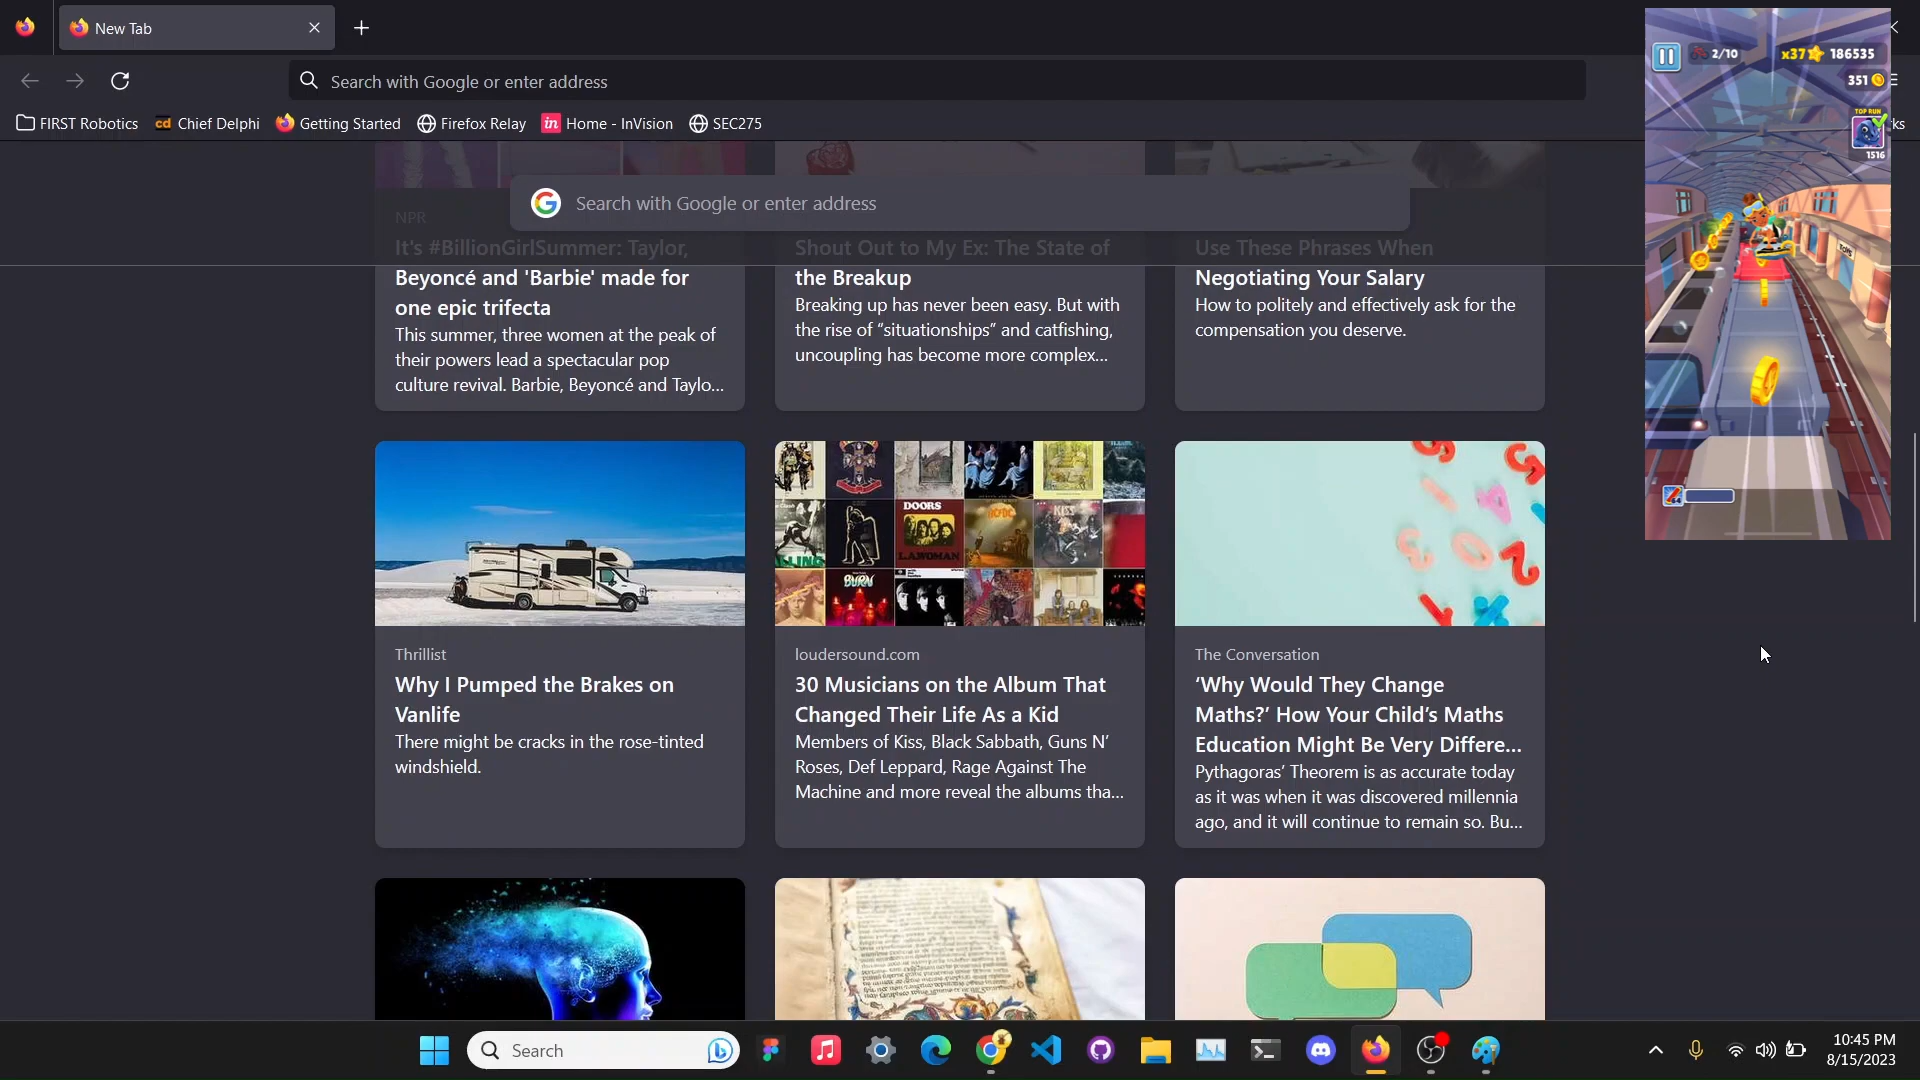 New Tab
2/10
x37 186535
351
TOP RUN
1516
Search with Google or enter address
FIRST Robotics
cd Chief Delphi
Getting Started
Firefox Relay
in Home - InVision
SEC275
ks
Search with Google or enter address
NPR
It's #BillionGirlSummer: Taylor,
Beyoncé and 'Barbie' made for
one epic trifecta
This summer, three women at the peak of
their powers lead a spectacular pop
culture revival. Barbie, Beyoncé and Taylo...
Shout Out to My Ex: The State of
the Breakup
Breaking up has never been easy. But with
the rise of “situationships” and catfishing,
uncoupling has become more complex...
Use These Phrases When
Negotiating Your Salary
How to politely and effectively ask for the
compensation you deserve.
Thrillist
Why I Pumped the Brakes on
Vanlife
There might be cracks in the rose-tinted
windshield.
DOORS
L.A.WOMAN
KISS
BURN
loudersound.com
30 Musicians on the Album That
Changed Their Life As a Kid
Members of Kiss, Black Sabbath, Guns N’
Roses, Def Leppard, Rage Against The
Machine and more reveal the albums tha...
The Conversation
‘Why Would They Change
Maths?’ How Your Child’s Maths
Education Might Be Very Differe...
Pythagoras’ Theorem is as accurate today
as it was when it was discovered millennia
ago, and it will continue to remain so. Bu...
Search
10:45 PM
8/15/2023